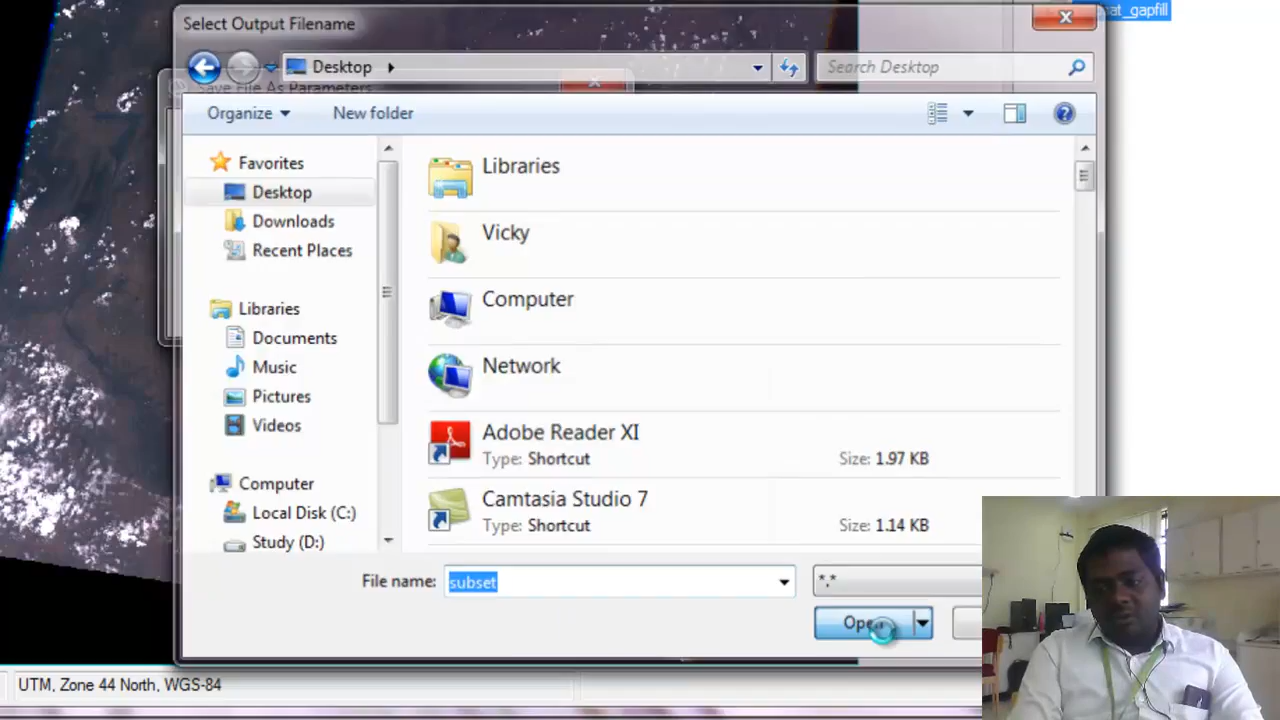 Select Output Filename
at_gapfill
Desktop
Search Desktop
Save File As Parameters
Organize
New folder
Favorites
Desktop
Downloads
Recent Places
Libraries
Documents
Music
Pictures
Videos
Computer
Local Disk (C:)
Study (D:)
Libraries
Vicky
Computer
Network
Adobe Reader XI
Type: Shortcut
Size: 1.97 KB
Camtasia Studio 7
Type: Shortcut
Size: 1.14 KB
File name:
subset
*.*
Open
UTM, Zone 44 North, WGS-84